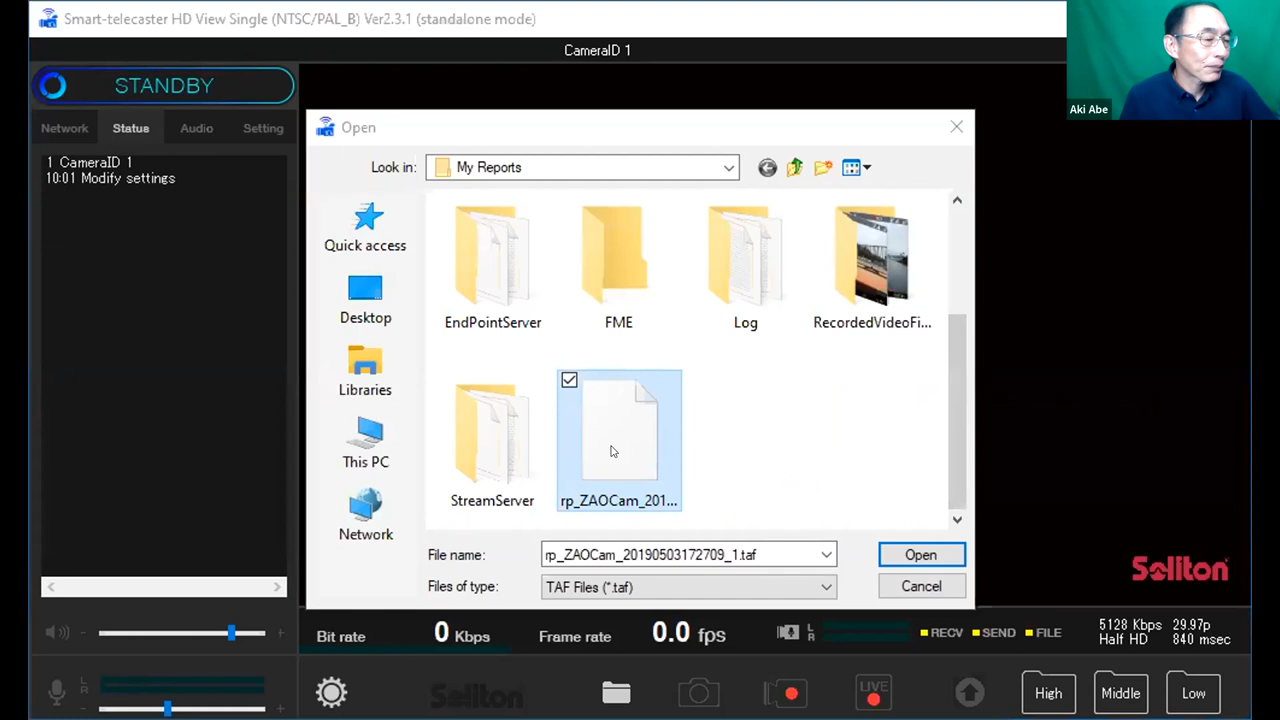 Smart-telecaster HD View Single (NTSC/PAL_B) Ver2.3.1 (standalone mode)
CameraID 1
Aki Abe
STANDBY
Network Status Audio Setting
1 CameraID 1
10:01 Modify settings
Open
Look in: My Reports
Quick access
Desktop
Libraries
This PC
Network
EndPointServer FME Log RecordedVideoFi...
StreamServer rp_ZAOCam_201...
File name: rp_ZAOCam_20190503172709_1.taf Open
Files of type: TAF Files (*.taf) Cancel
Soliton
Bit rate 0 Kbps Frame rate 0.0 fps L R RECV SEND FILE 5128 Kbps 29.97p
Half HD 840 msec
L R
Soliton
LIVE
High Middle Low